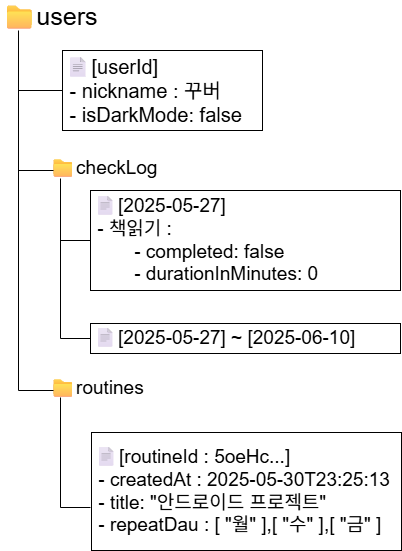 users
[userId]
- nickname : 꾸버
- isDarkMode: false
checkLog
[2025-05-27]
- 책읽기 :
- completed: false
- durationInMinutes: 0
[2025-05-27] ~ [2025-06-10]
routines
[routineId : 5oeHc...]
- createdAt : 2025-05-30T23:25:13
- title: "안드로이드 프로젝트"
- repeatDau : [ "월" ],[ "수" ],[ "금" ]